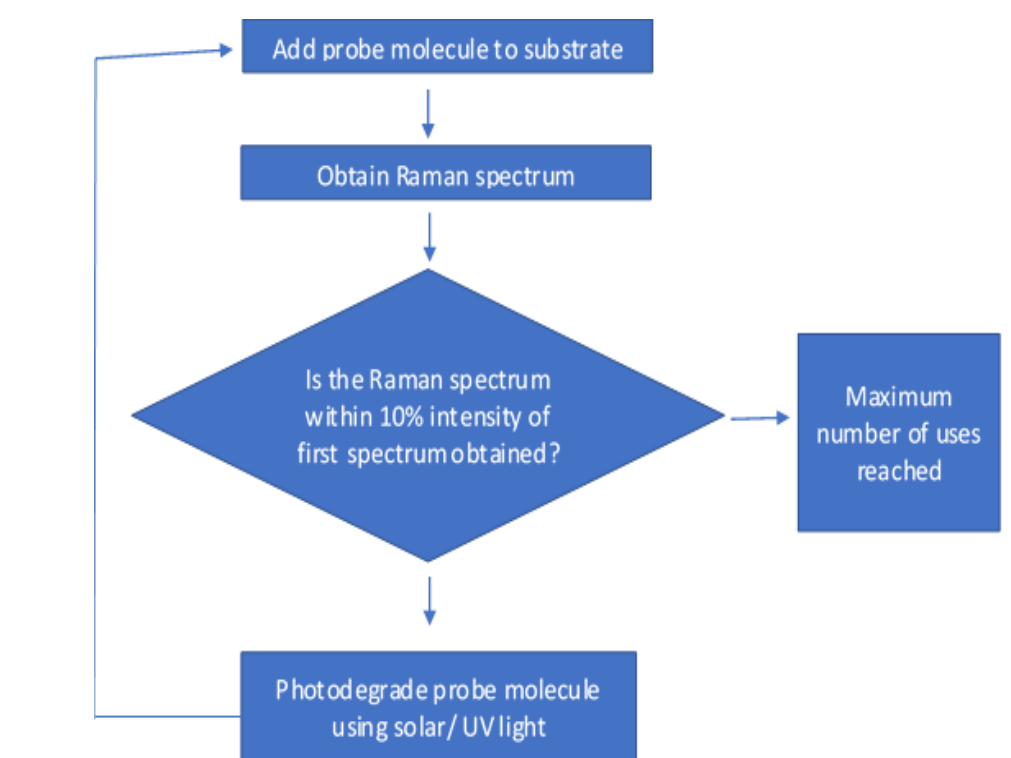 Add probe molecule to substrate
Obtain Raman spectrum
Is the Raman spectrum
within 10% intensity of
first spectrum obtained?
Maximum
number of uses
reached
Photodegrade probe molecule
using solar/ UV light